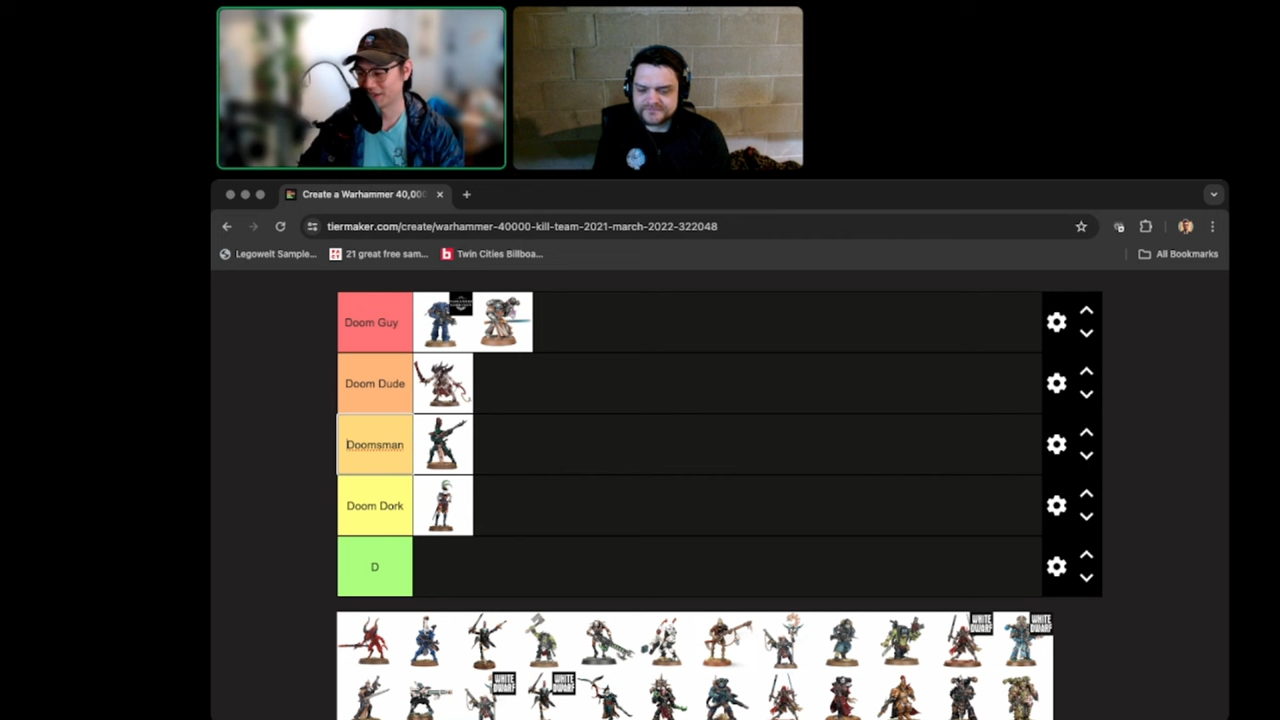 Create a Warhammer 40,00
tiermaker.com/create/warhammer-40000-kill-team-2021-march-2022-322048
Legowelt Sample...
21 great free sam...
Twin Cities Billboa...
All Bookmarks
Doom Guy
Doom Dude
Doomsman
Doom Dork
D
WHITE DWARF
WHITE DWARF
WHITE DWARF
WHITE DWARF